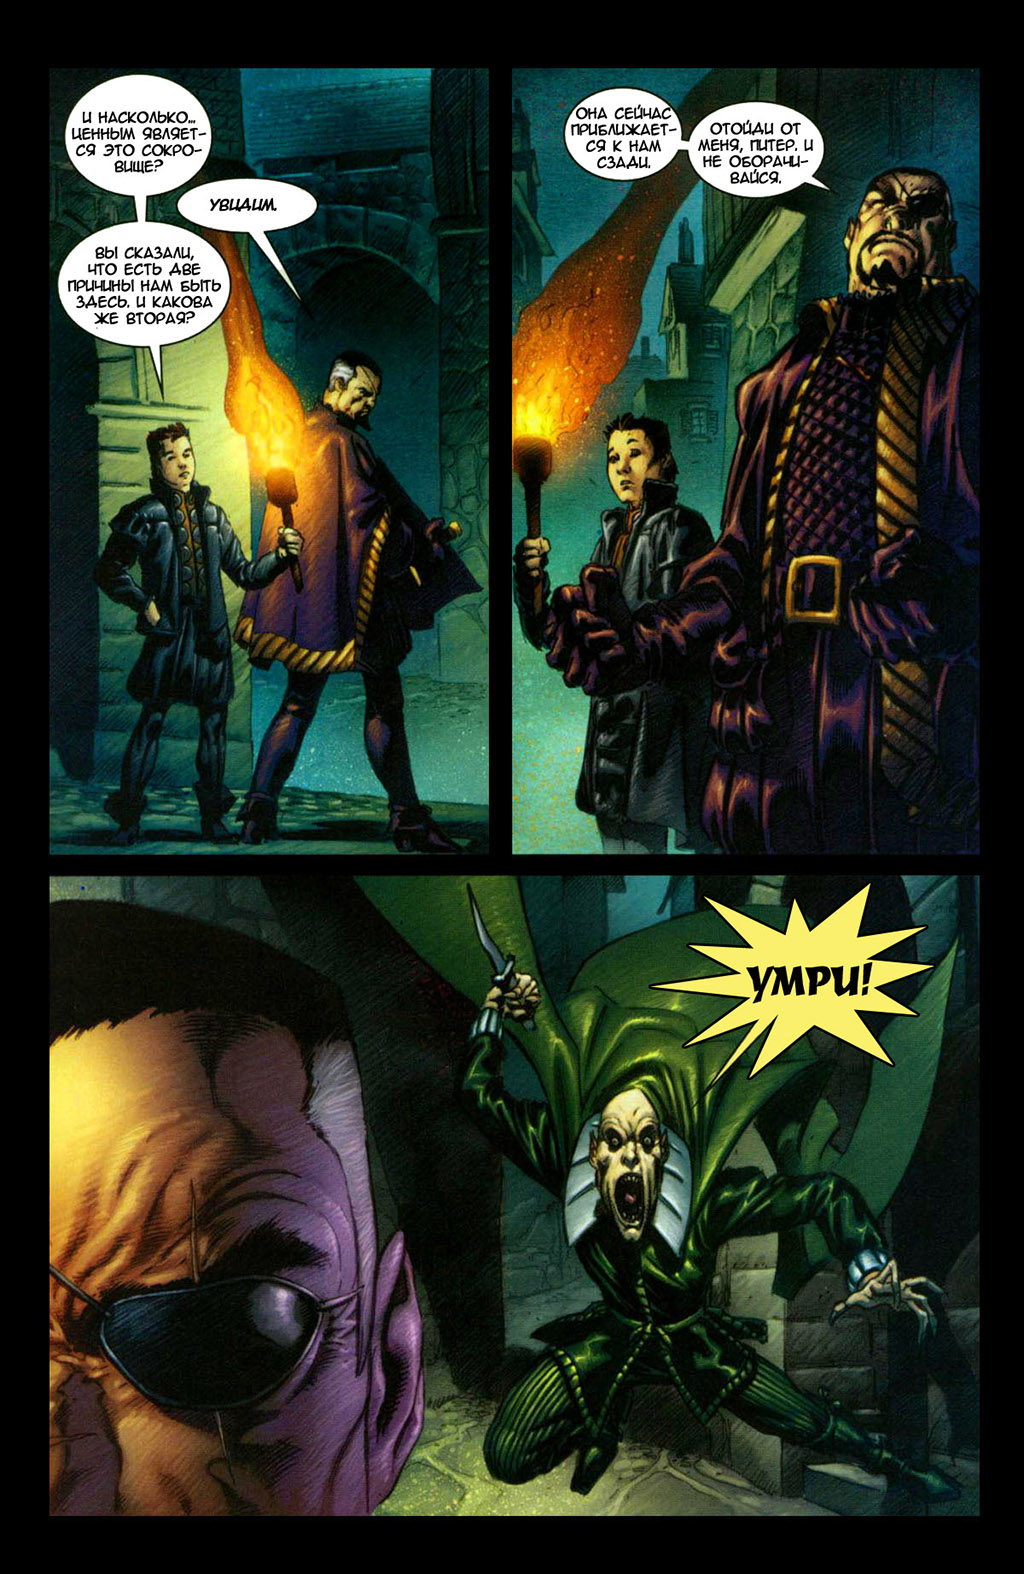 И НАСКОЛЬКО...
ЦЕННЫМ ЯВЛЯЕТ-
СЯ ЭТО СОКРО-
ВИЩЕ?
УВИДИМ.
ВЫ СКАЗАЛИ,
ЧТО ЕСТЬ ДВЕ
ПРИЧИНЫ НАМ БЫТЬ
ЗДЕСЬ. И КАКОВА
ЖЕ ВТОРАЯ?
ОНА СЕЙЧАС
ПРИБЛИЖАЕТ-
СЯ К НАМ
СЗАДИ.
ОТОЙДИ ОТ
МЕНЯ, ПИТЕР. И
НЕ ОБОРАЧИ-
ВАЙСЯ.
УМРИ!